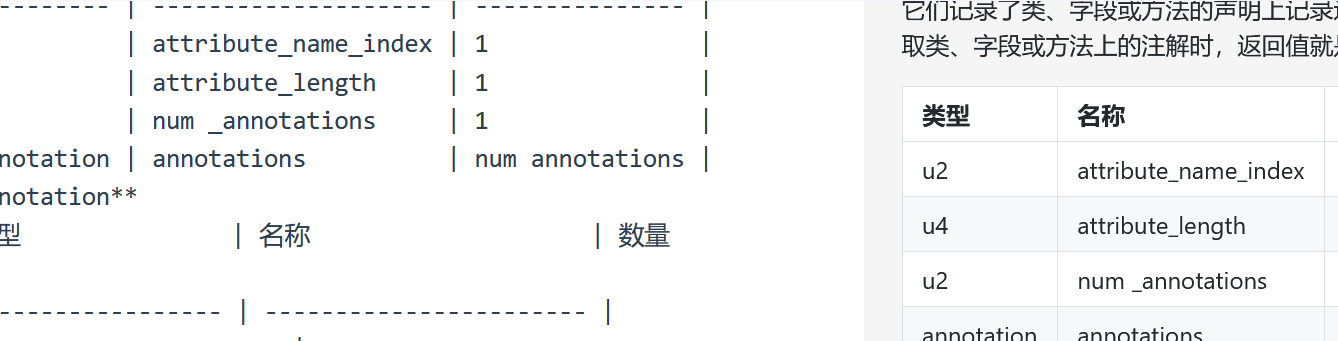 --------- | -------------------- | --------------- |
| attribute_name_index | 1 |
| attribute_length | 1 |
| num _annotations | 1 |
notation | annotations | num annotations |
notation**
型 | 名称 | 数量
---------------- | ----------------------- |
它们记录了类、字段或方法的声明上记录
取类、字段或方法上的注解时，返回值就
类型 名称
u2 attribute_name_index
u4 attribute_length
u2 num _annotations
annotation annotations